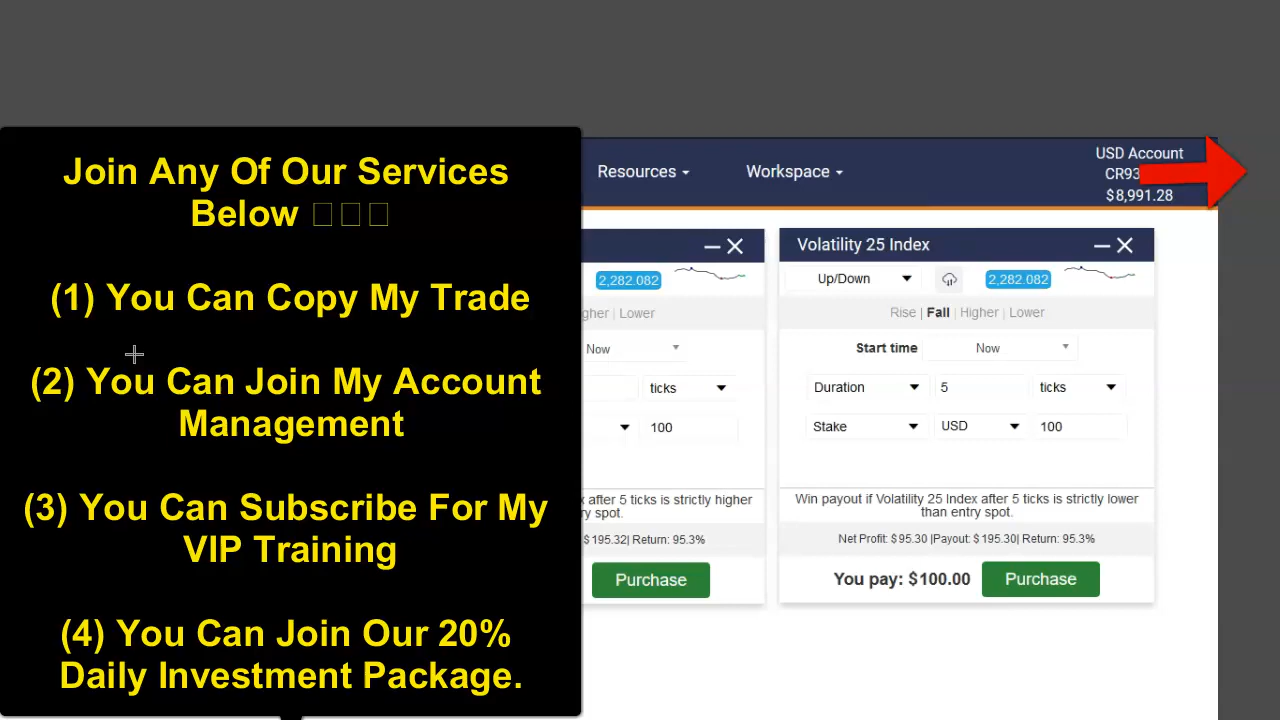 Join Any Of Our Services
Below
(1) You Can Copy My Trade
(2) You Can Join My Account
Management
(3) You Can Subscribe For My
VIP Training
(4) You Can Join Our 20%
Daily Investment Package.
Resources
Workspace
USD Account
CR93
$8,991.28
2,282.082
gher | Lower
Now
ticks
100
x after 5 ticks is strictly higher
ry spot.
$195.32| Return: 95.3%
Purchase
Volatility 25 Index
Up/Down
2,282.082
Rise | Fall | Higher | Lower
Start time Now
Duration 5 ticks
Stake USD 100
Win payout if Volatility 25 Index after 5 ticks is strictly lower
than entry spot.
Net Profit: $95.30 |Payout: $195.30| Return: 95.3%
You pay: $100.00 Purchase